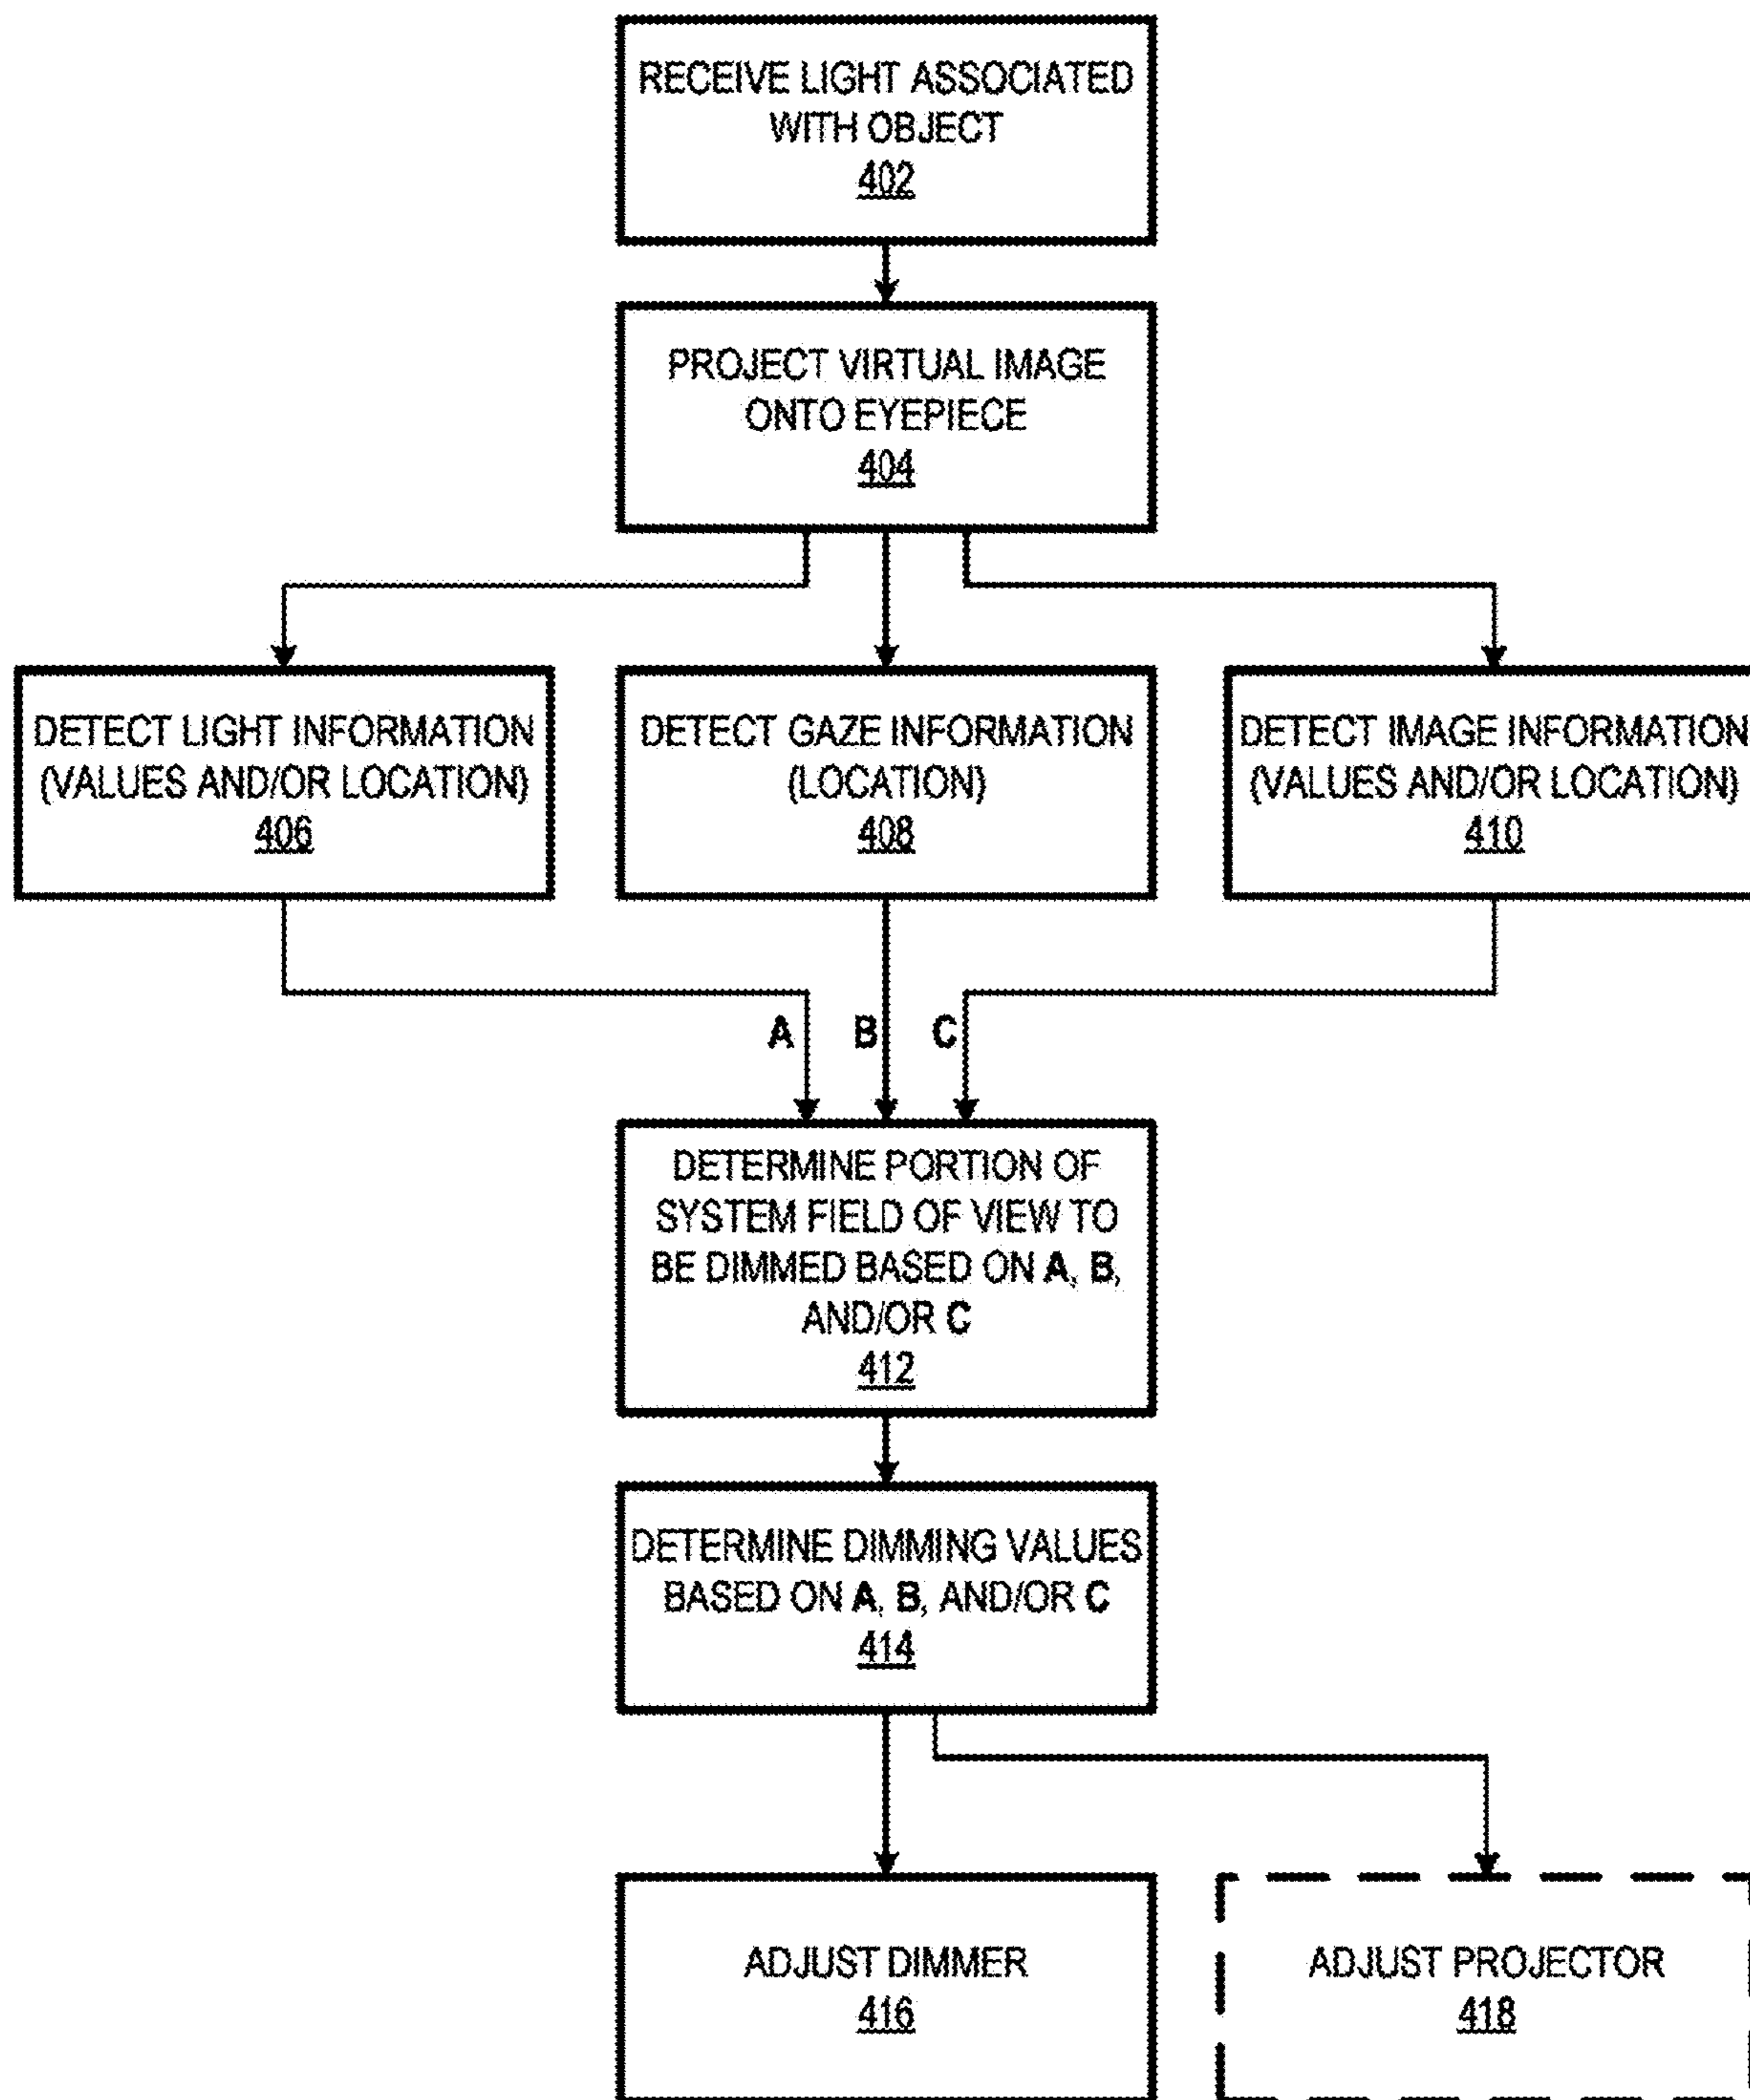 RECEIVE LIGHT ASSOCIATED
WITH OBJECT
402
PROJECT VIRTUAL IMAGE
ONTO EYEPIECE
404
DETECT LIGHT INFORMATION
(VALUES AND/OR LOCATION)
406
DETECT GAZE INFORMATION
(LOCATION)
408
DETECT IMAGE INFORMATION
(VALUES AND/OR LOCATION)
410
A
B
C
DETERMINE PORTION OF
SYSTEM FIELD OF VIEW TO
BE DIMMED BASED ON A, B,
AND/OR C
412
DETERMINE DIMMING VALUES
BASED ON A, B, AND/OR C
414
ADJUST DIMMER
416
ADJUST PROJECTOR
418